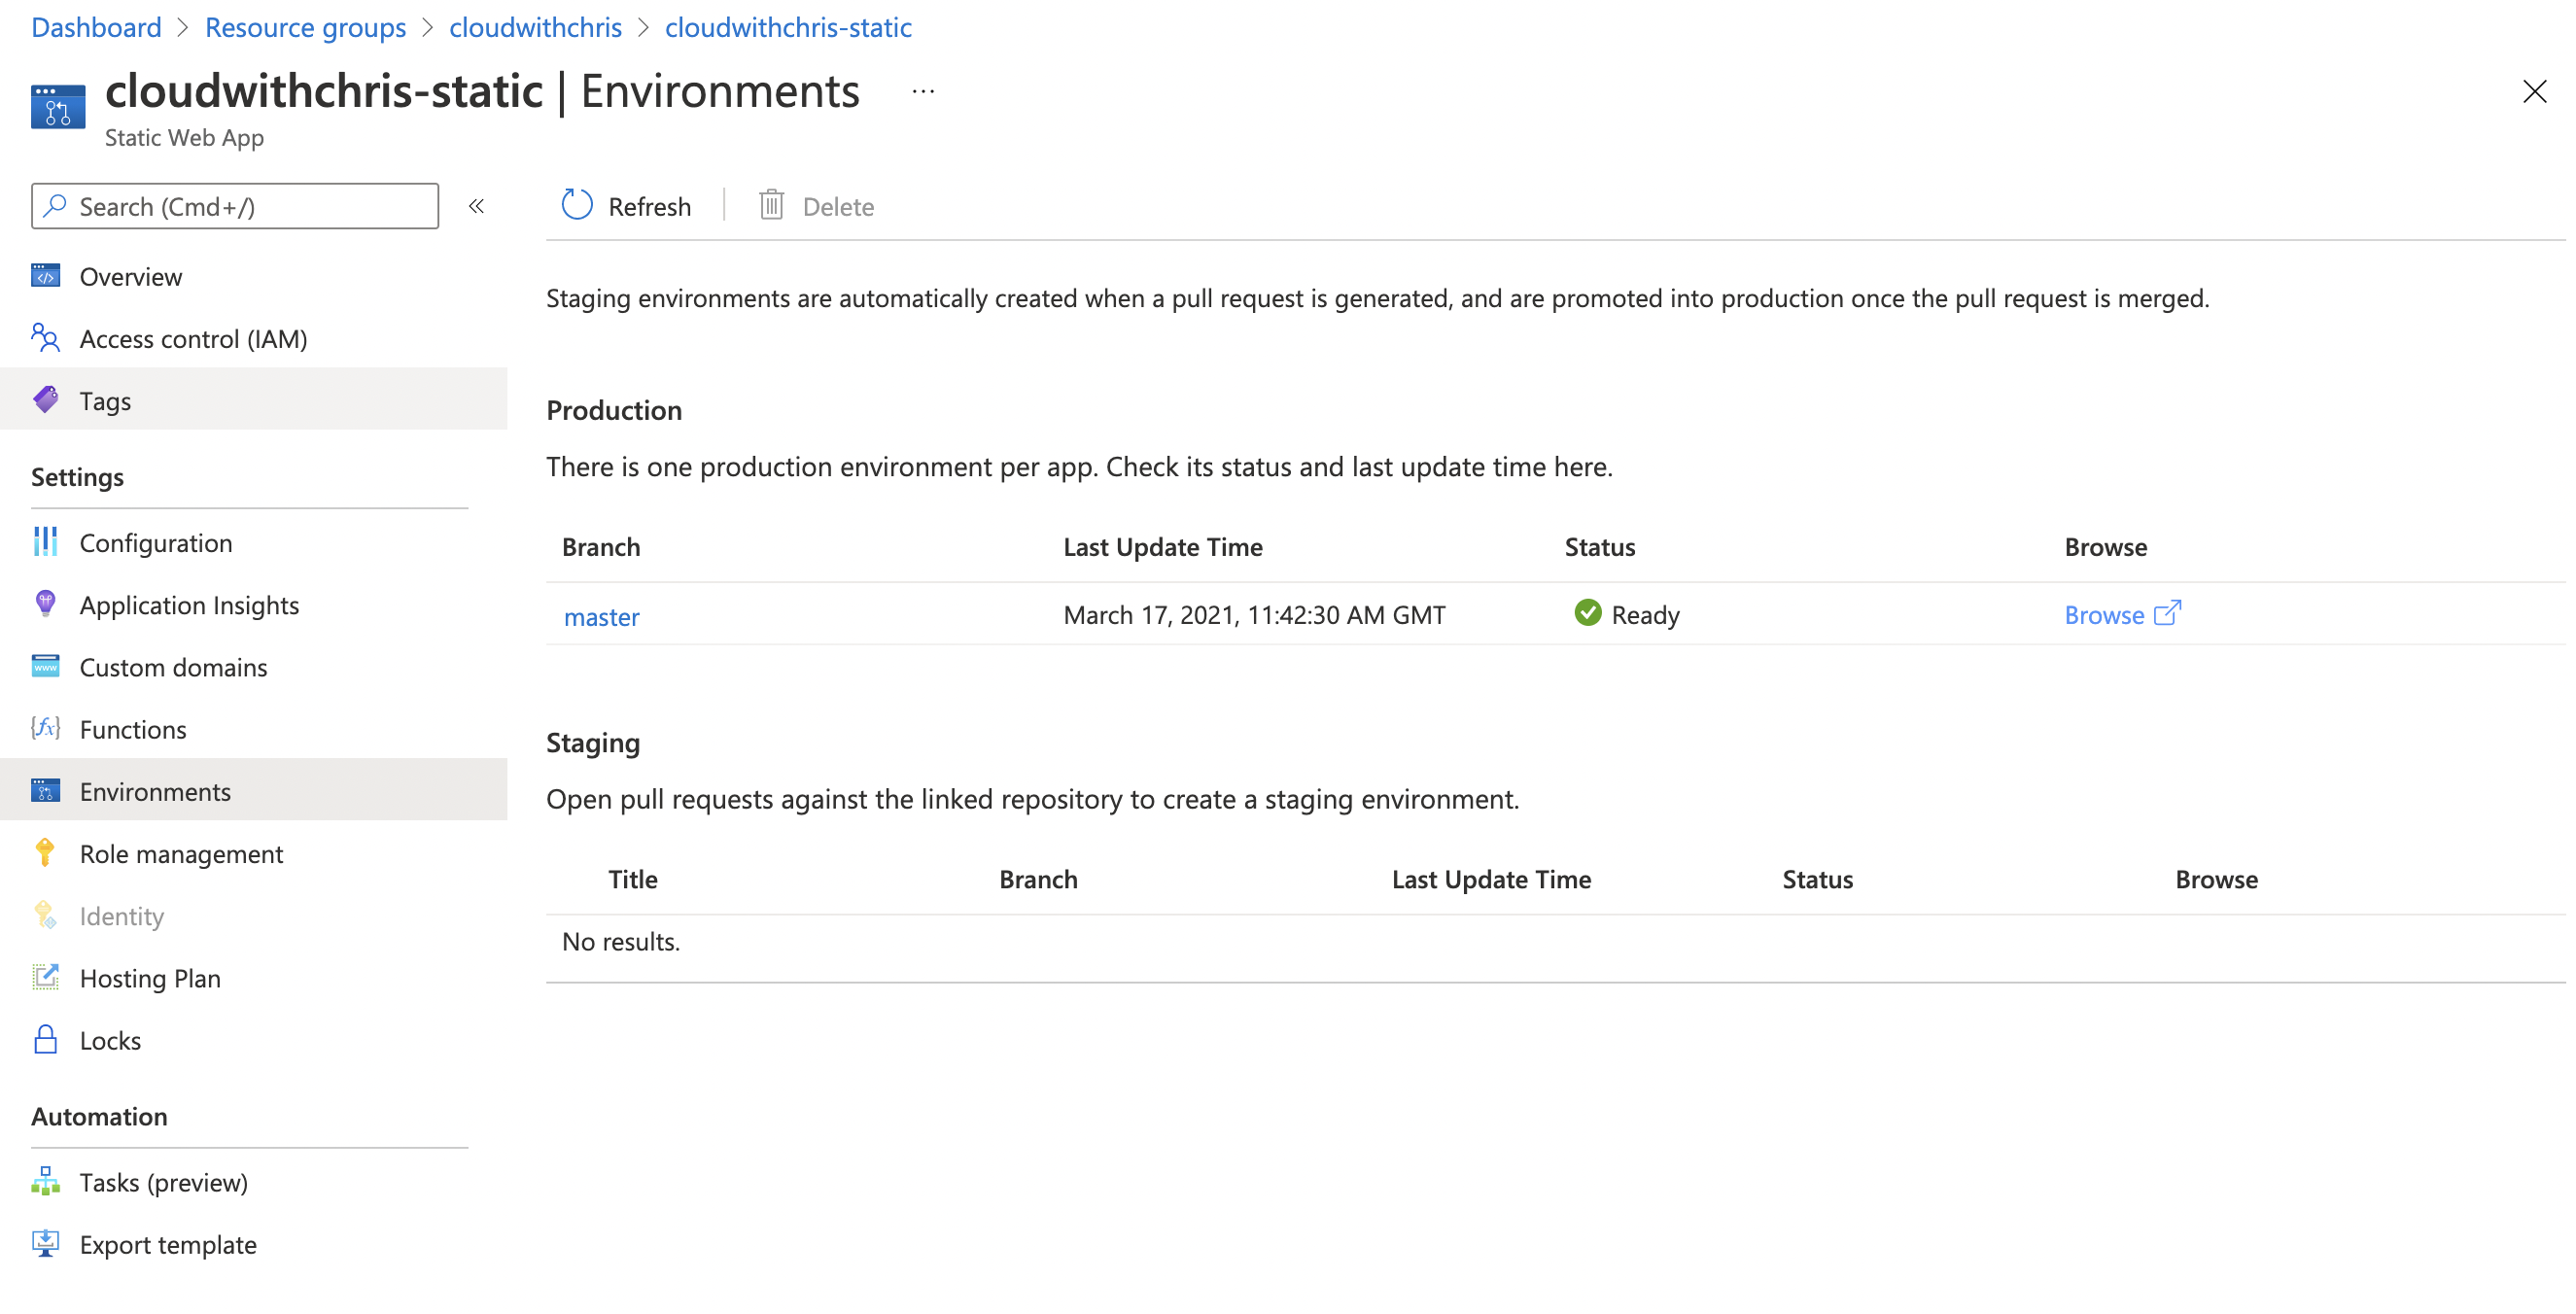 Dashboard > Resource groups > cloudwithchris > cloudwithchris-static
cloudwithchris-static | Environments ...
Static Web App
Search (Cmd+/) «
Refresh | Delete
Overview
Access control (IAM)
Tags
Settings
Configuration
Application Insights
Custom domains
Functions
Environments
Role management
Identity
Hosting Plan
Locks
Automation
Tasks (preview)
Export template
Staging environments are automatically created when a pull request is generated, and are promoted into production once the pull request is merged.
Production
There is one production environment per app. Check its status and last update time here.
Branch Last Update Time Status Browse
master March 17, 2021, 11:42:30 AM GMT Ready Browse
Staging
Open pull requests against the linked repository to create a staging environment.
Title Branch Last Update Time Status Browse
No results.